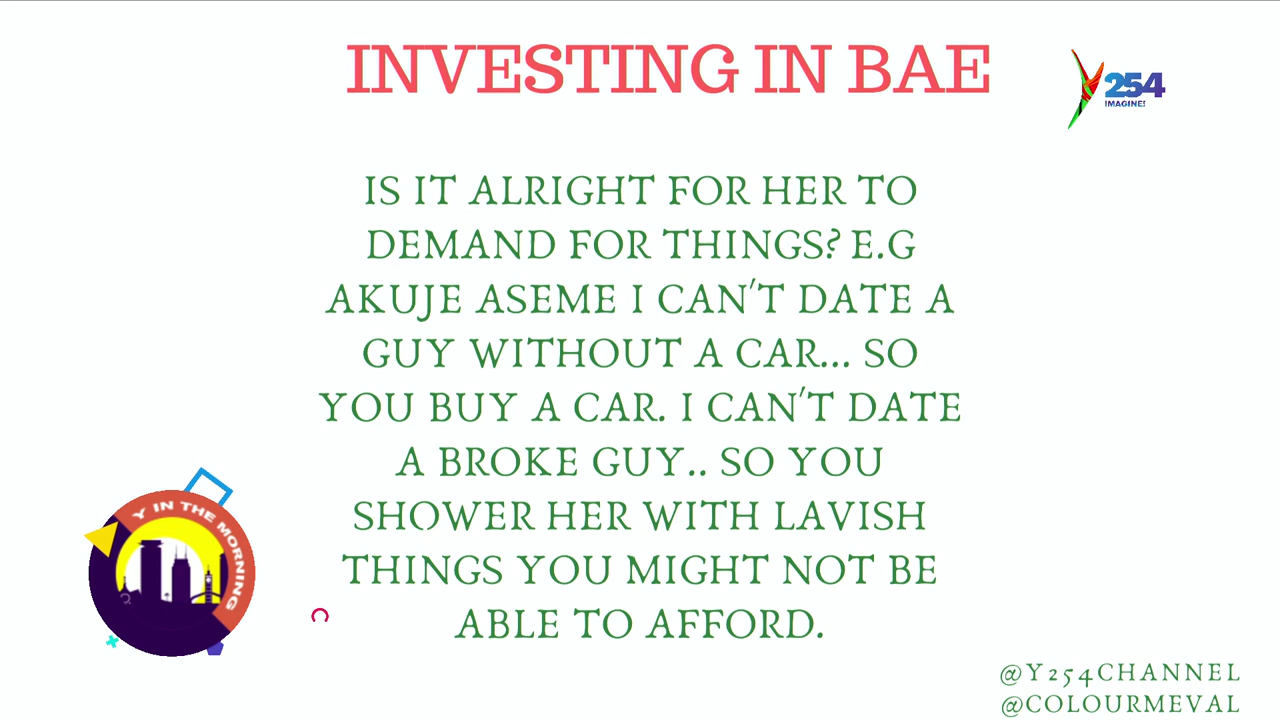 INVESTING IN BAE
254
IMAGINE!
IS IT ALRIGHT FOR HER TO
DEMAND FOR THINGS? E.G
AKUJE ASEME I CAN'T DATE A
GUY WITHOUT A CAR... SO
YOU BUY A CAR. I CAN'T DATE
A BROKE GUY.. SO YOU
SHOWER HER WITH LAVISH
THINGS YOU MIGHT NOT BE
ABLE TO AFFORD.
Y IN THE MORNING
@Y254CHANNEL
@COLOURMEVAL